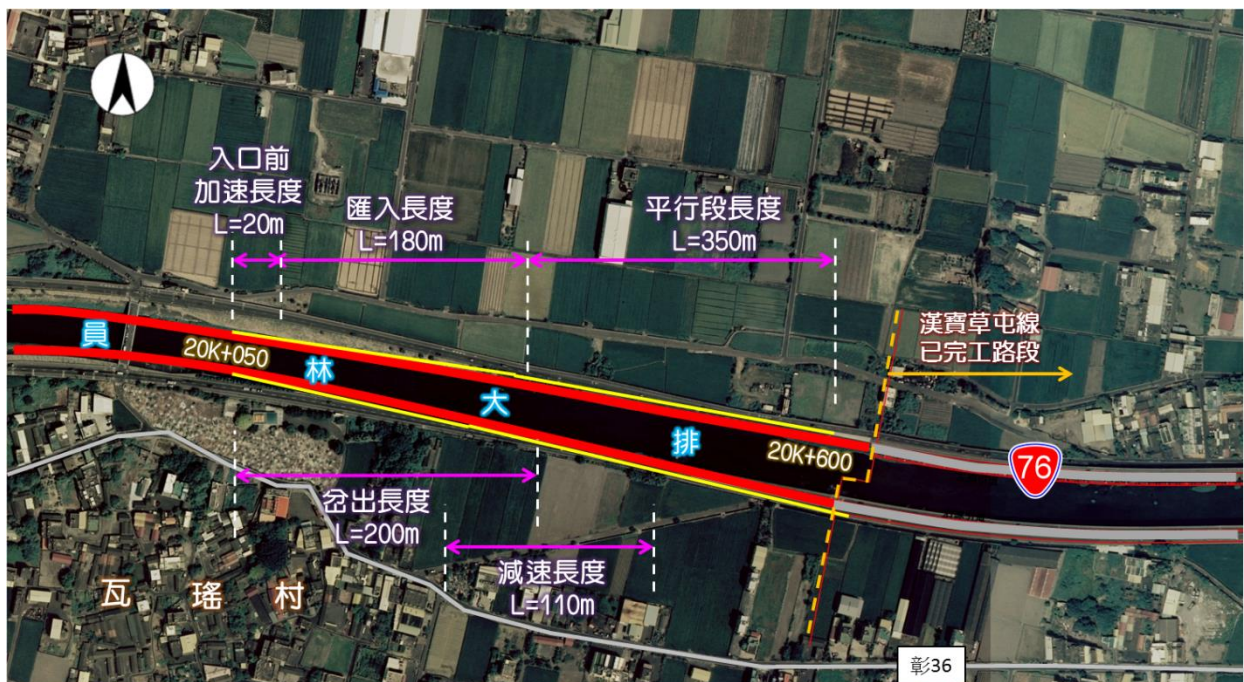 入口前
加速長度
L=20m
匯入長度
L=180m
平行段長度
L=350m
漢寶草屯線
已完工路段
員
林
大
排
20K+050
20K+600
76
岔出長度
L=200m
減速長度
L=110m
瓦瑤村
彰36